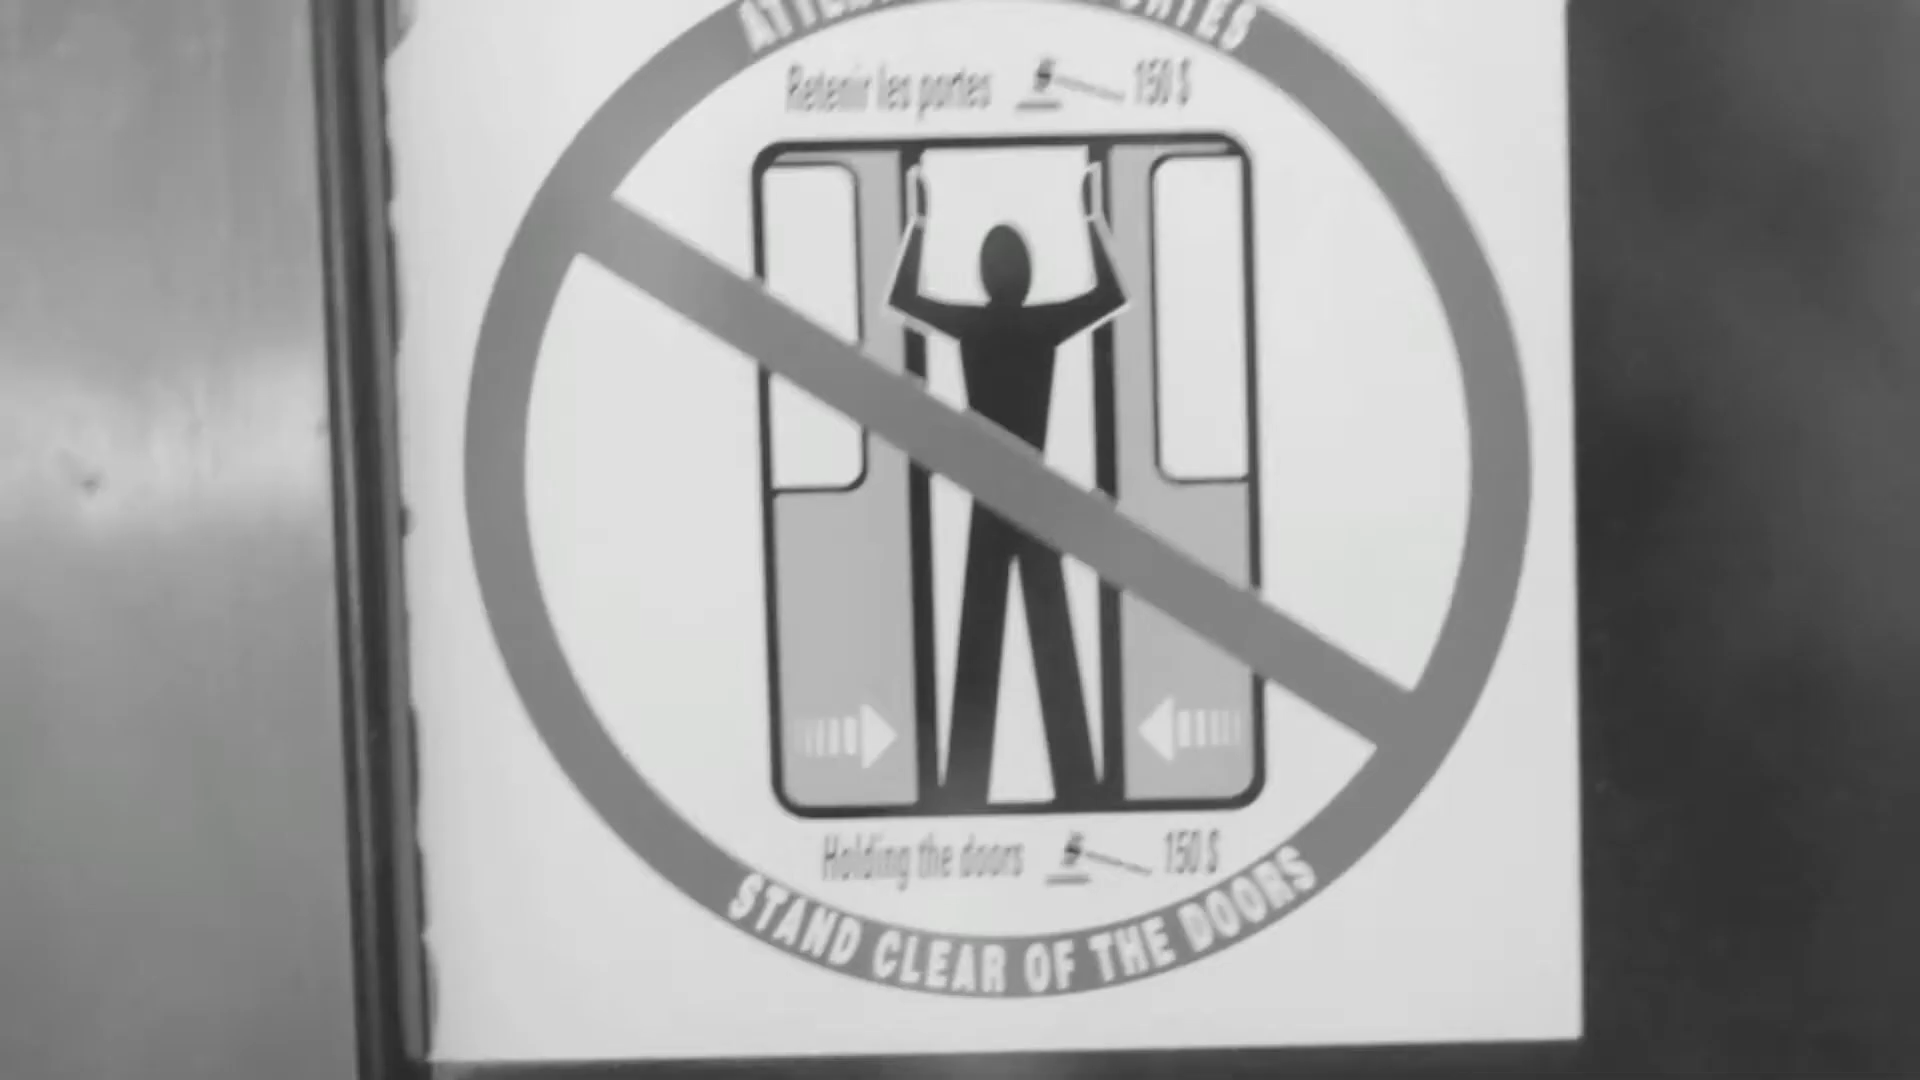 Retenir les portes 150 $
Holding the doors 150 $
STAND CLEAR OF THE DOORS